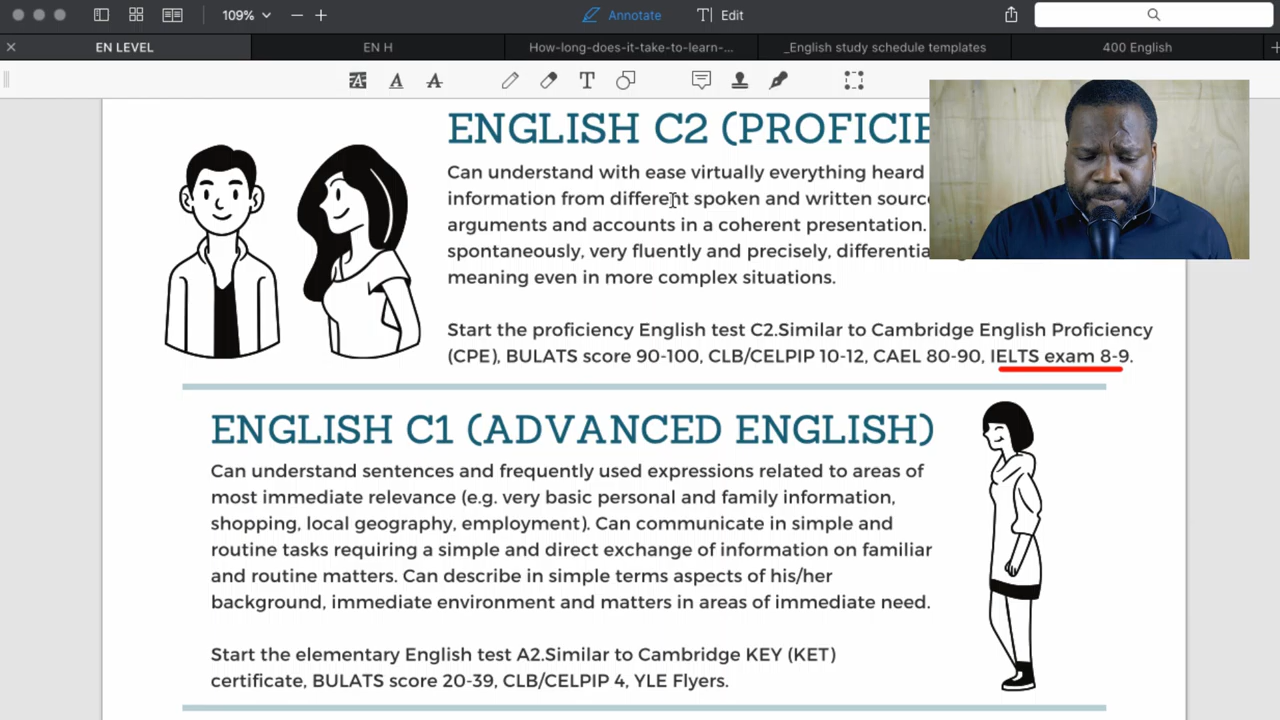 109%
Annotate
Edit
EN LEVEL
EN H
How-long-does-it-take-to-learn-...
_English study schedule templates
400 English
ENGLISH C2
Can understand with ease virtually everything heard
information from different spoken and written
arguments and accounts in a coherent presentation.
spontaneously, very fluently and precisely,
meaning even in more complex situations.
Start the proficiency English test C2.Similar to Cambridge English Proficiency
(CPE), BULATS score 90-100, CLB/CELPIP 10-12, CAEL 80-90, IELTS exam 8-9.
ENGLISH C1 (ADVANCED ENGLISH)
Can understand sentences and frequently used expressions related to areas of
most immediate relevance (e.g. very basic personal and family information,
shopping, local geography, employment). Can communicate in simple and
routine tasks requiring a simple and direct exchange of information on familiar
and routine matters. Can describe in simple terms aspects of his/her
background, immediate environment and matters in areas of immediate need.
Start the elementary English test A2.Similar to Cambridge KEY (KET)
certificate, BULATS score 20-39, CLB/CELPIP 4, YLE Flyers.